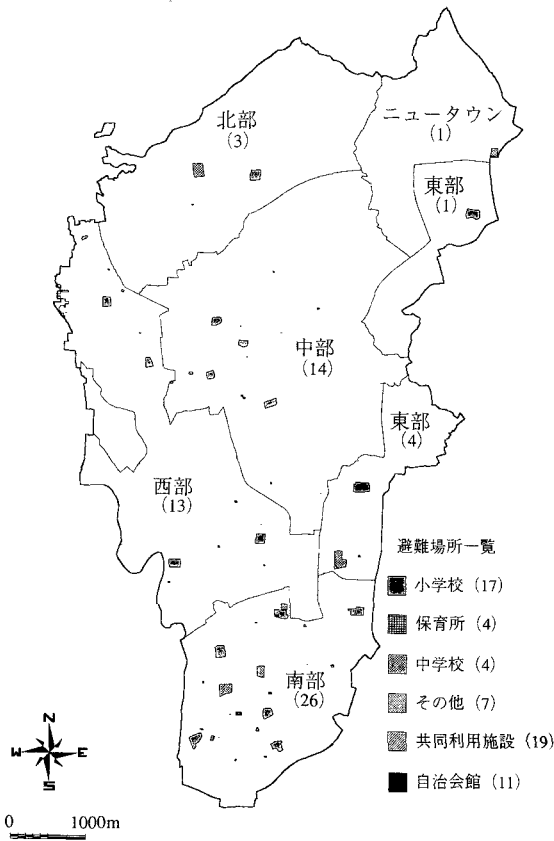 北部
(3)
ニュータウン
(1)
東部
(1)
中部
(14)
東部
(4)
西部
(13)
南部
(26)
避難場所一覧
小学校 (17)
保育所 (4)
中学校 (4)
その他 (7)
共同利用施設 (19)
自治会館 (11)
N
W E
S
0 1000m